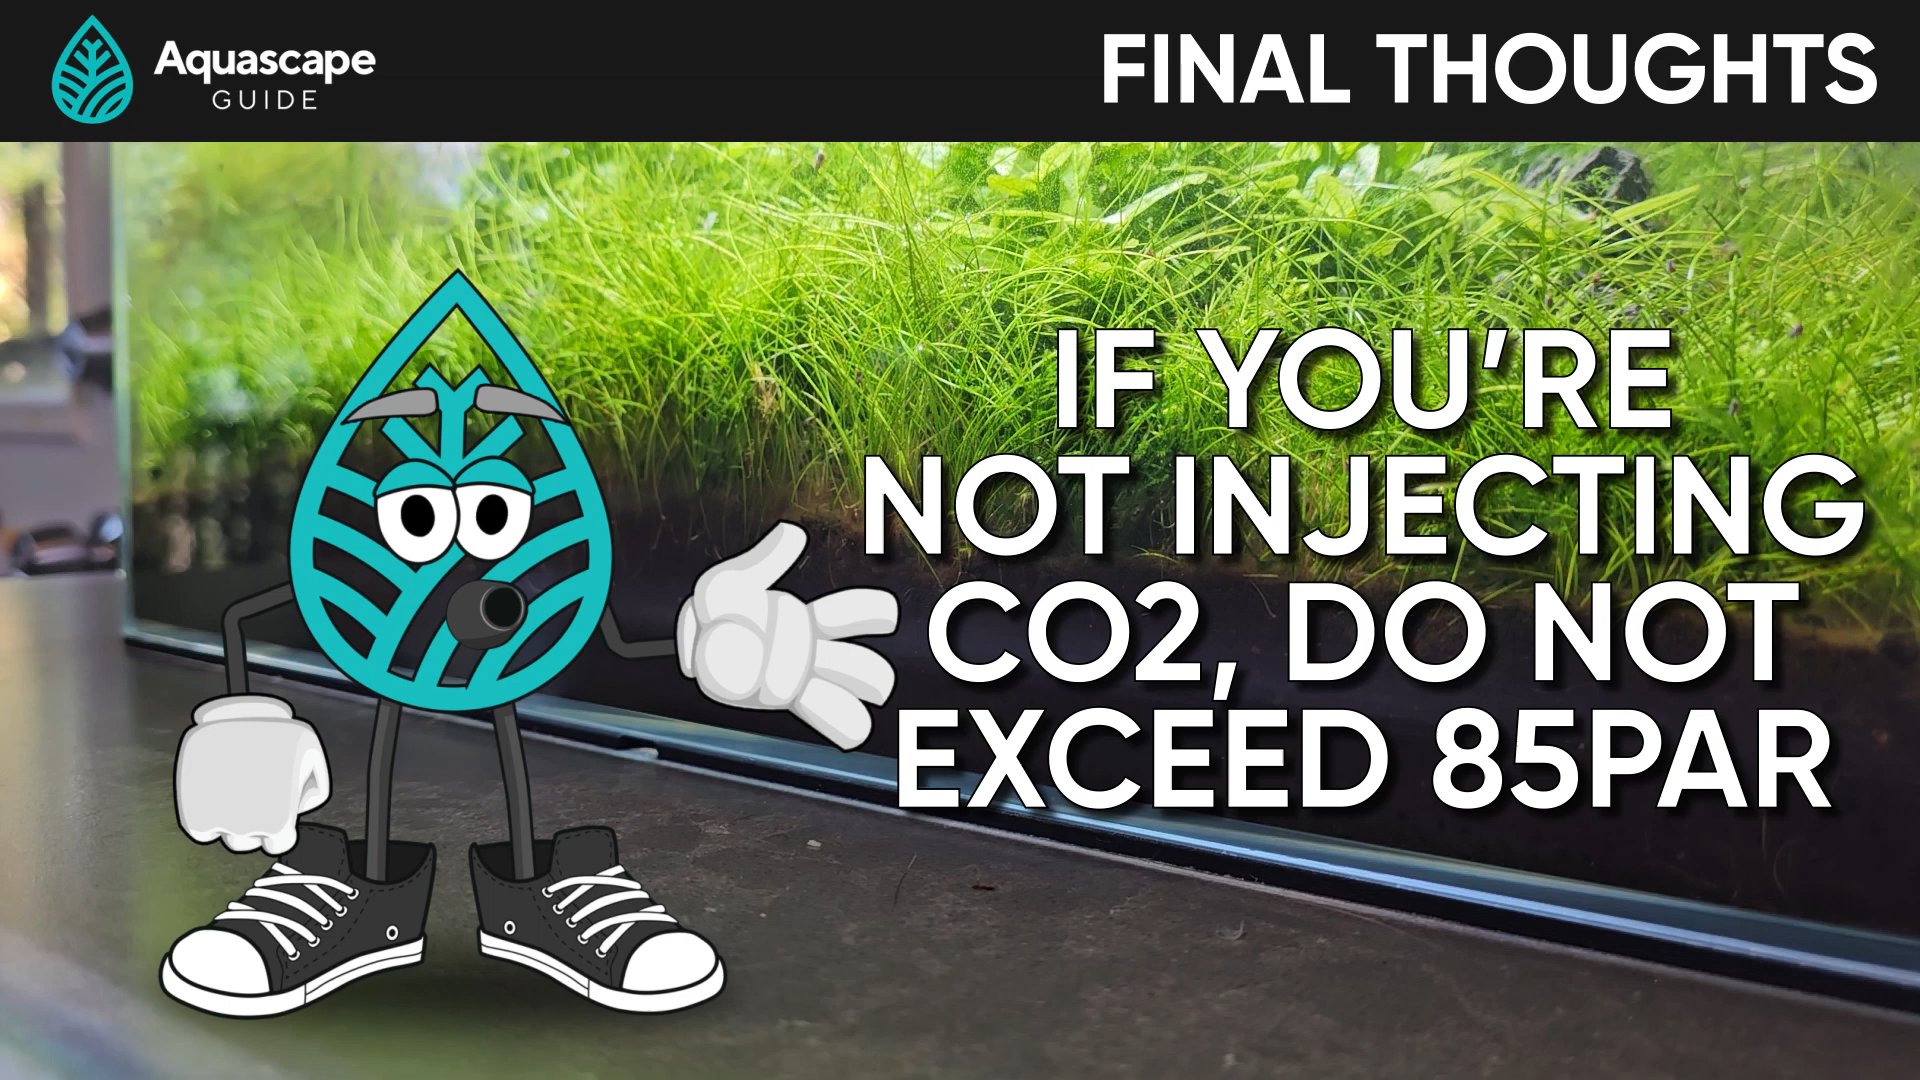 Aquascape
GUIDE
FINAL THOUGHTS
IF YOU'RE
NOT INJECTING
CO2, DO NOT
EXCEED 85PAR